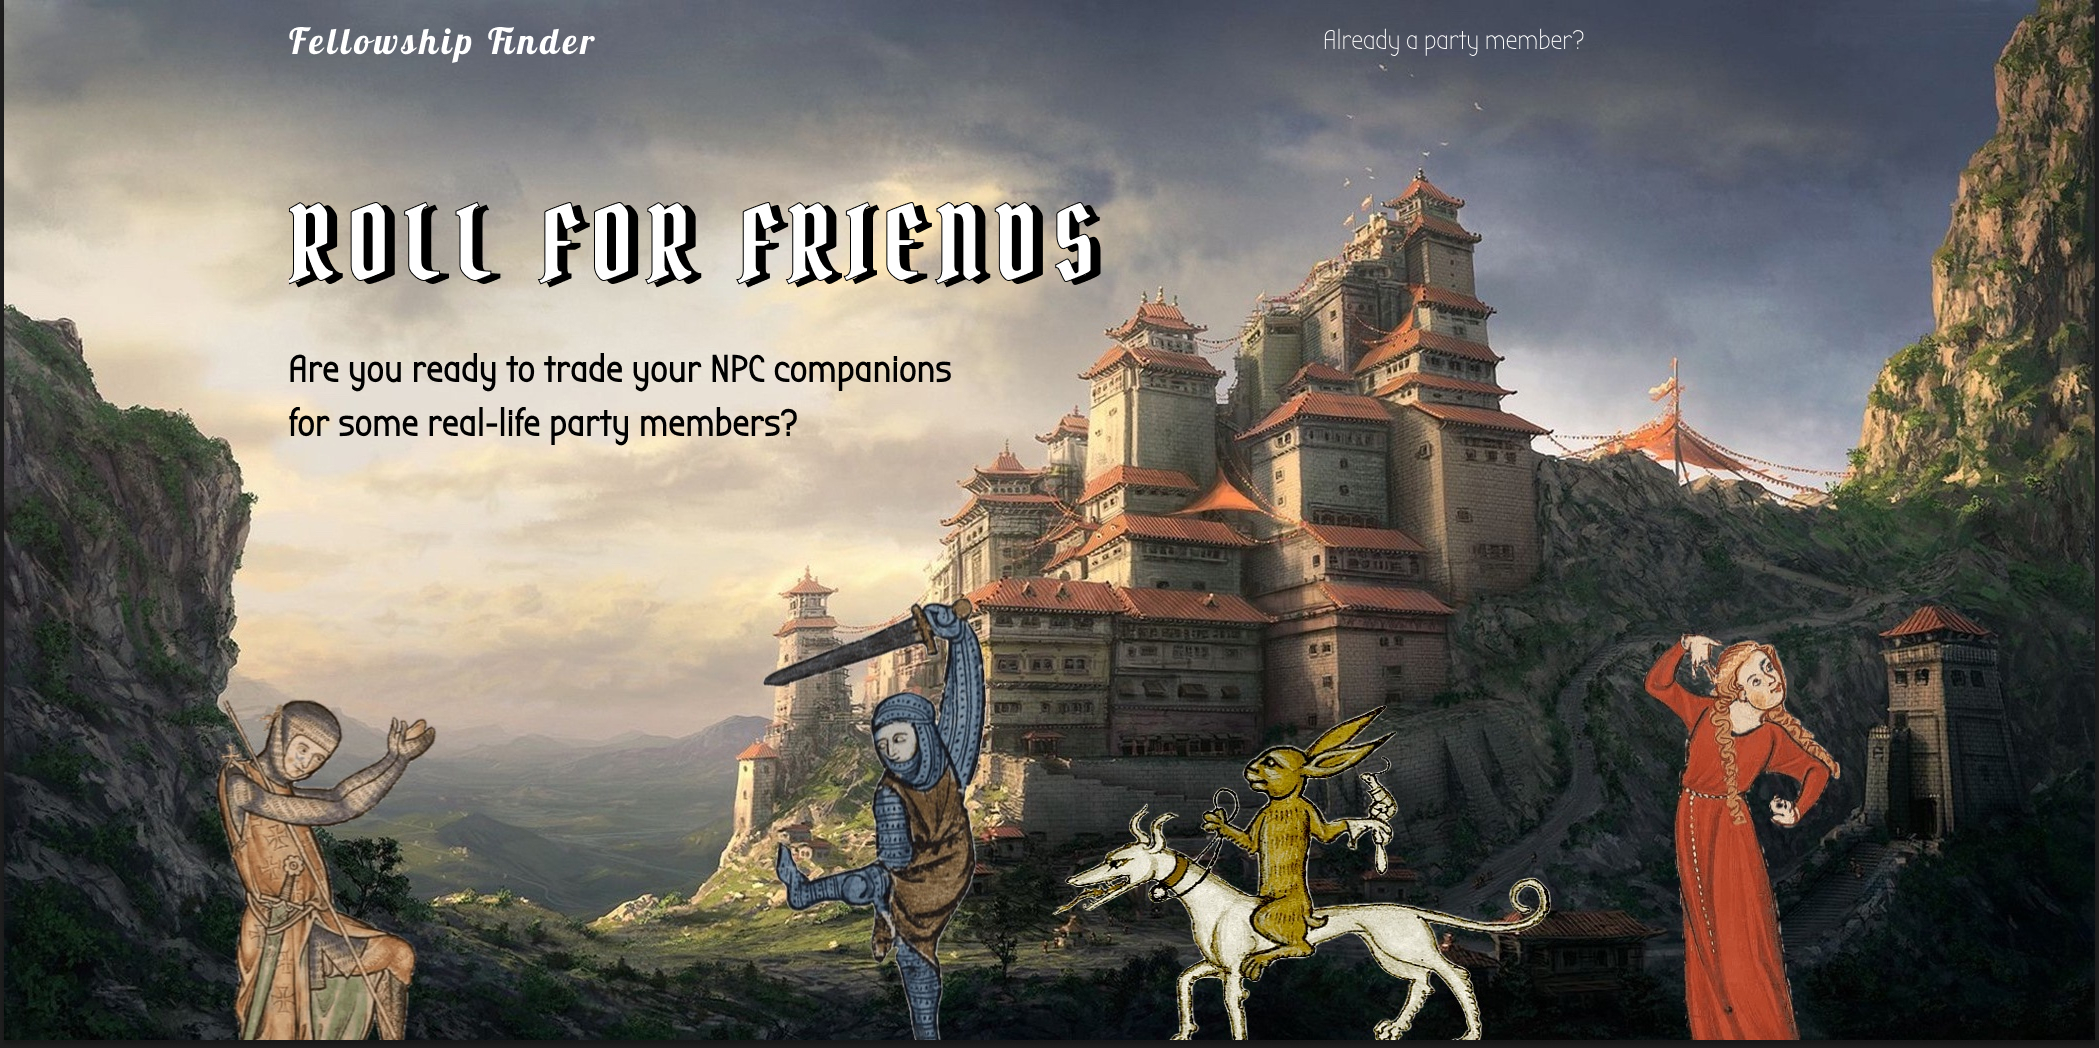 Fellowship Finder
Already a party member?
ROLL FOR FRIENDS
Are you ready to trade your NPC companions
for some real-life party members?